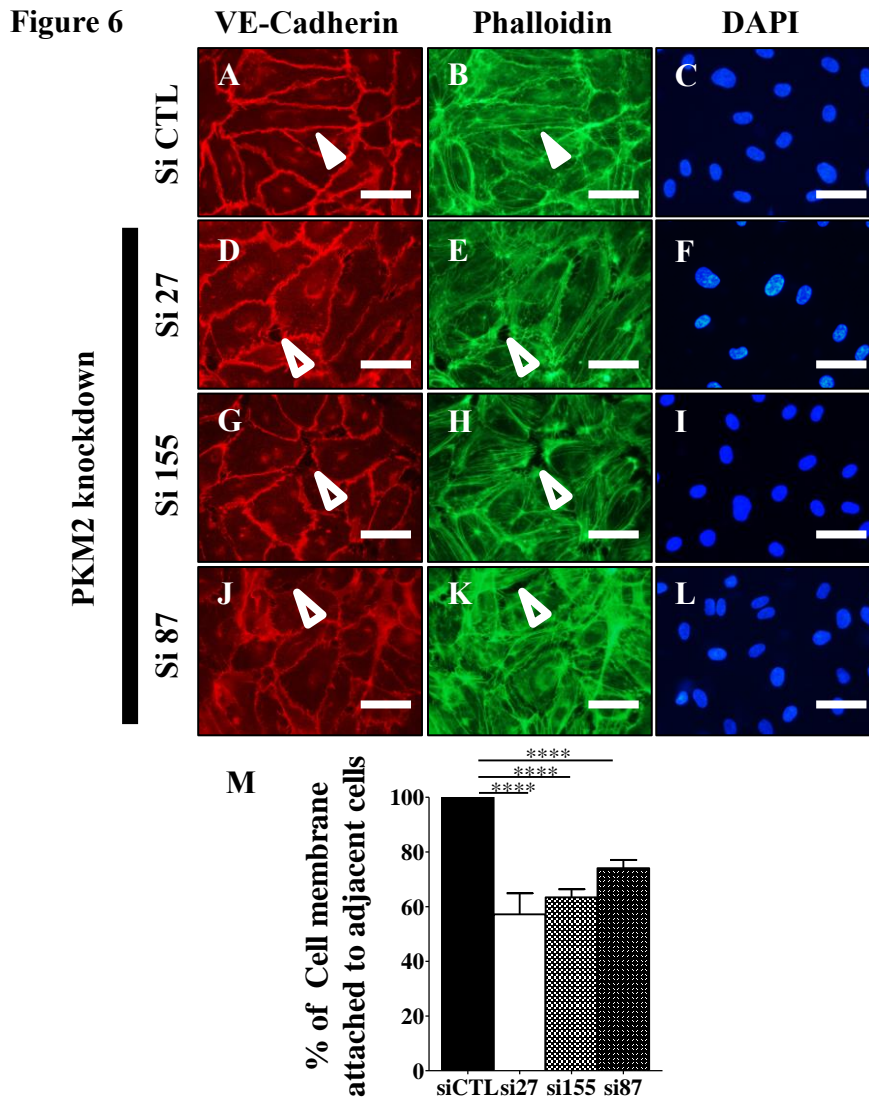 Figure 6
VE-Cadherin Phalloidin DAPI
Si CTL
A B C
PKM2 knockdown
Si 27
D E F
Si 155
G H I
Si 87
J K L
M
****
****
****
% of Cell membrane
attached to adjacent cells
100
80
60
40
20
0
siCTL si27 si155 si87